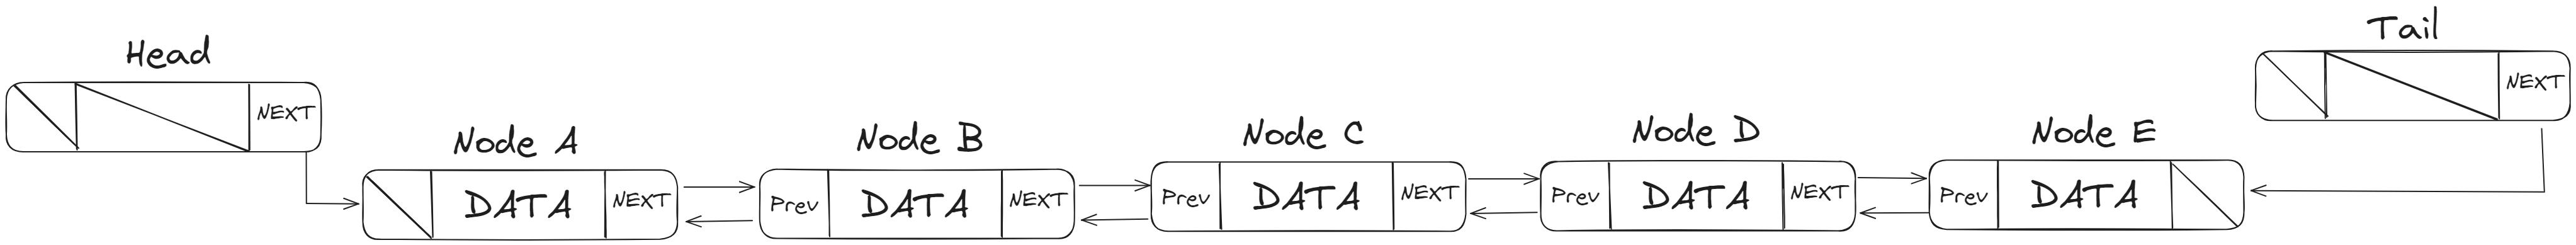 Head
NEXT
Node A
DATA
NEXT
Node B
Prev
DATA
NEXT
Node C
Prev
DATA
NEXT
Node D
Prev
DATA
NEXT
Node E
Prev
DATA
Tail
NEXT